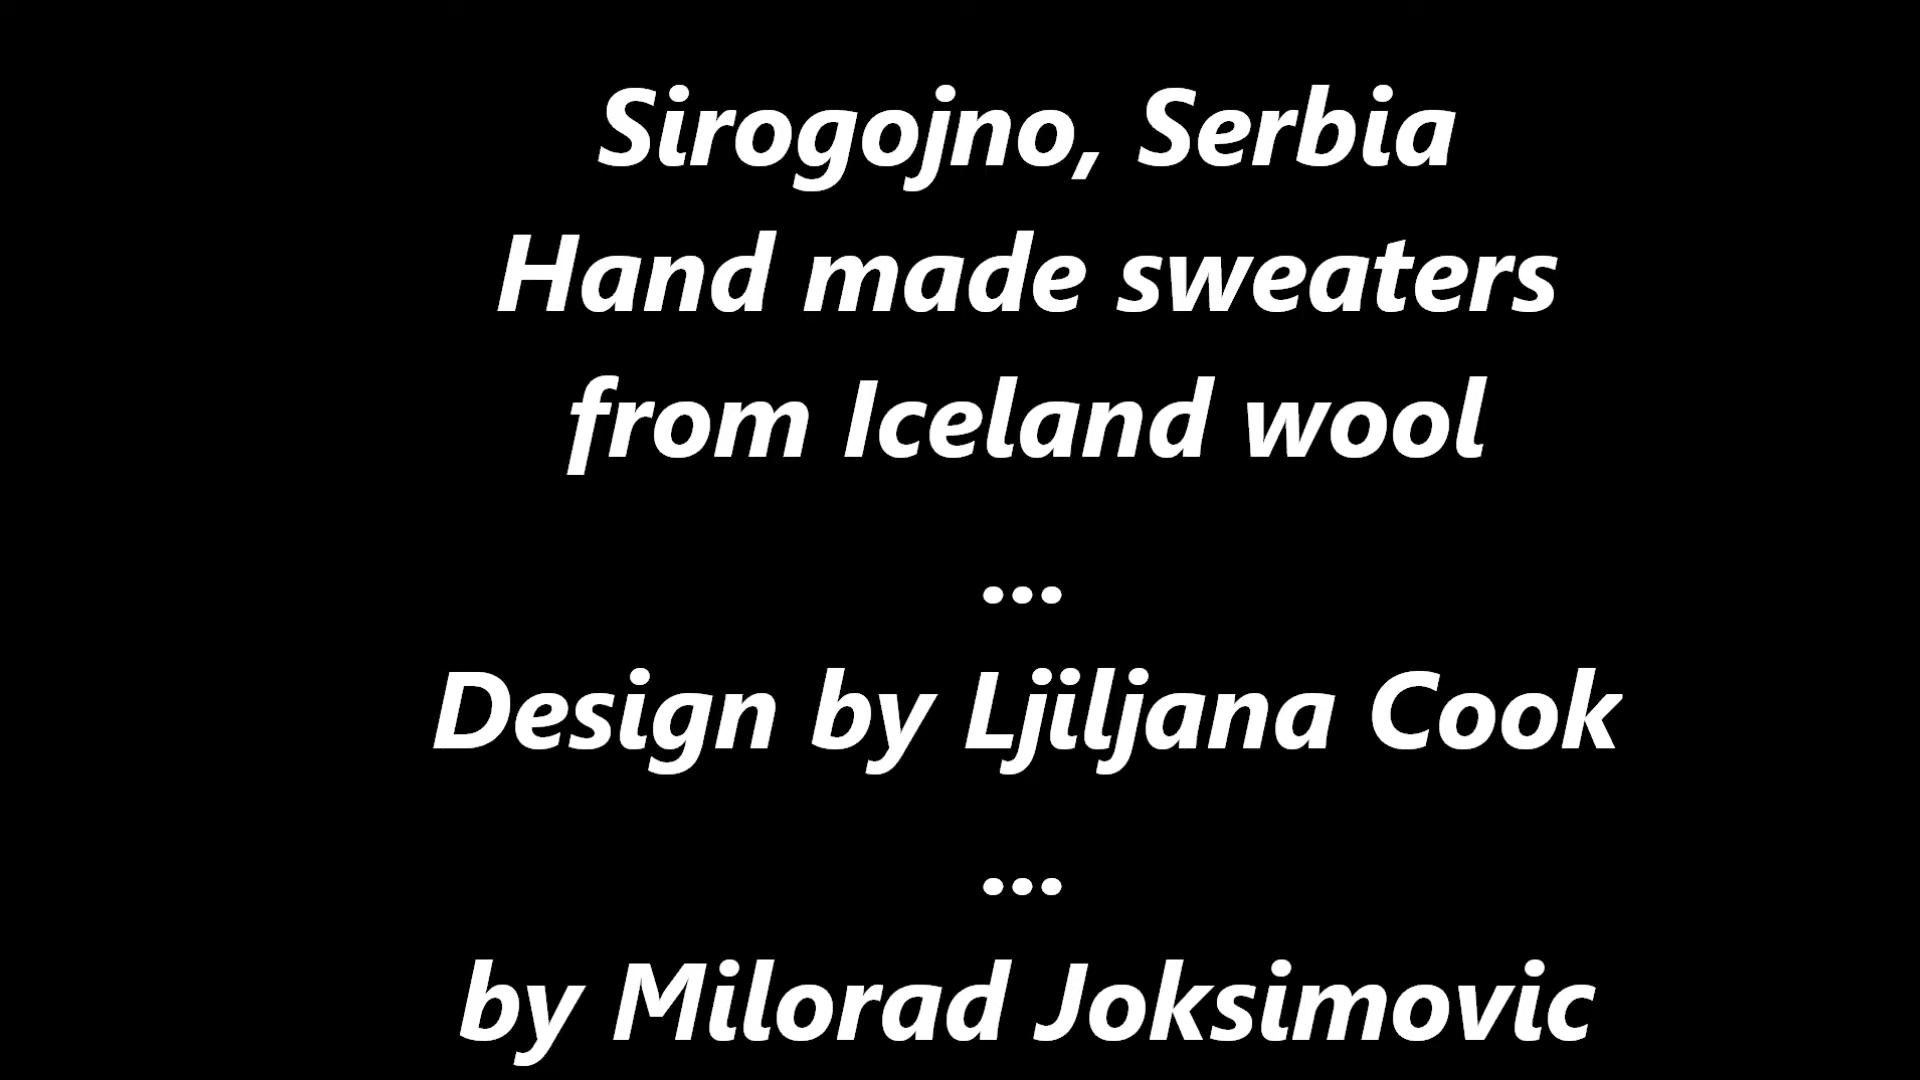 Sirogojno, Serbia
Hand made sweaters
from Iceland wool
...
Design by Ljiljana Cook
...
by Milorad Joksimovic